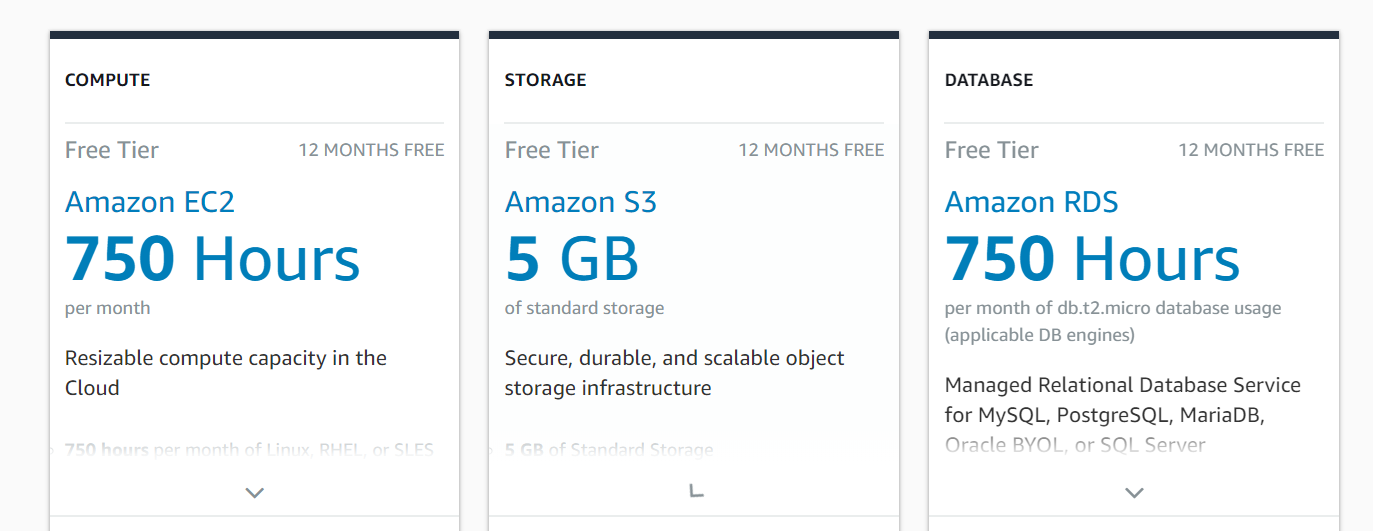 COMPUTE
Free Tier 12 MONTHS FREE
Amazon EC2
750 Hours
per month
Resizable compute capacity in the
Cloud
750 hours per month of Linux, RHEL, or SLES
STORAGE
Free Tier 12 MONTHS FREE
Amazon S3
5 GB
of standard storage
Secure, durable, and scalable object
storage infrastructure
5 GB of Standard Storage
DATABASE
Free Tier 12 MONTHS FREE
Amazon RDS
750 Hours
per month of db.t2.micro database usage
(applicable DB engines)
Managed Relational Database Service
for MySQL, PostgreSQL, MariaDB,
Oracle BYOL, or SQL Server